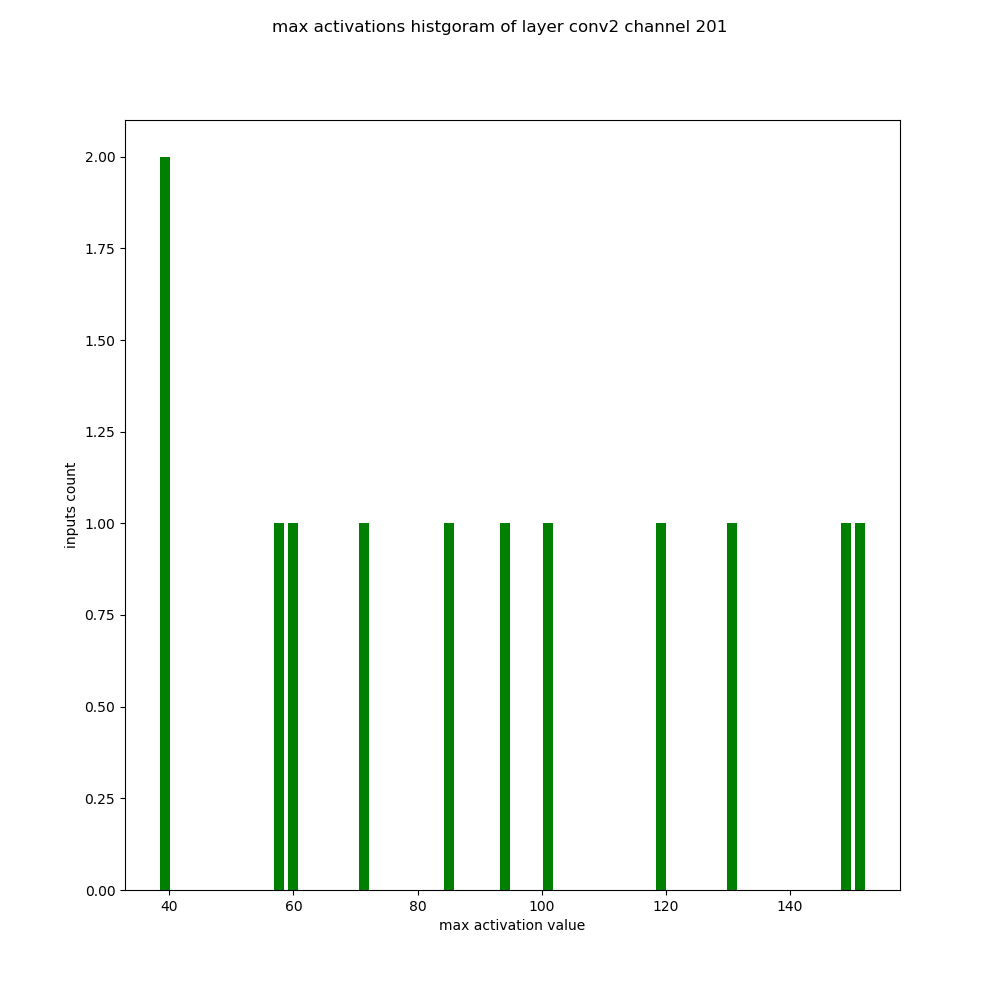 max activations histgoram of layer conv2 channel 201
2.00
1.75
1.50
1.25
1.00
0.75
0.50
0.25
0.00
inputs count
40 60 80 100 120 140
max activation value